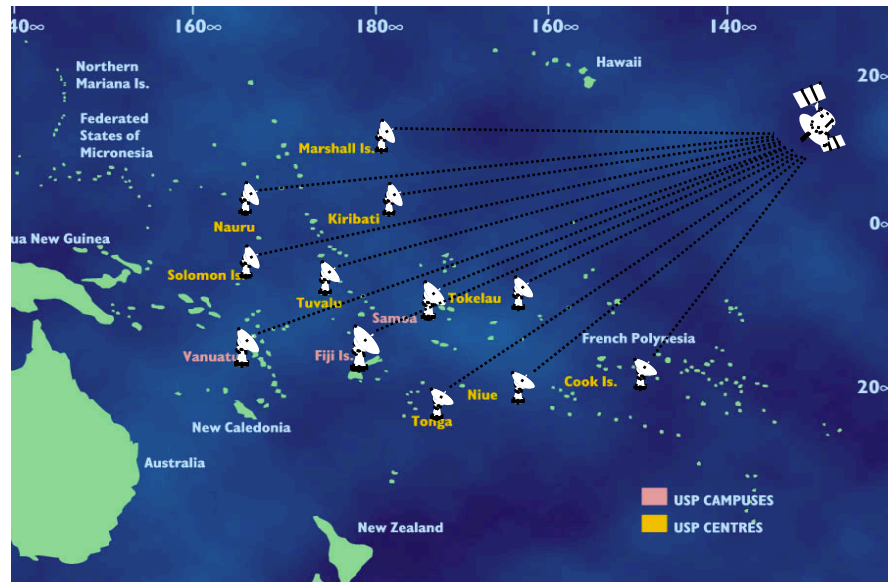 40∞
160∞
180∞
160∞
140∞
Hawaii
Northern
Mariana Is.
20∞
Federated
States of
Micronesia
Marshall Is.
Nauru
Kiribati
0∞
ua New Guinea
Solomon Is.
Tuvalu
Tokelau
Samoa
Vanuatu
Fiji Is.
French Polynesia
Cook Is.
20∞
Niue
Tonga
New Caledonia
Australia
USP CAMPUSES
USP CENTRES
New Zealand